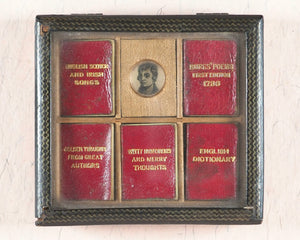 ENGLISH SCOTCH
AND IRISH
SONGS
BURNS' POEMS
FIRST EDITION
1786
GOLDEN THOUGHTS
FROM GREAT
AUTHORS
WITTY HUMOROUS
AND MERRY
THOUGHTS
ENGLISH
DICTIONARY